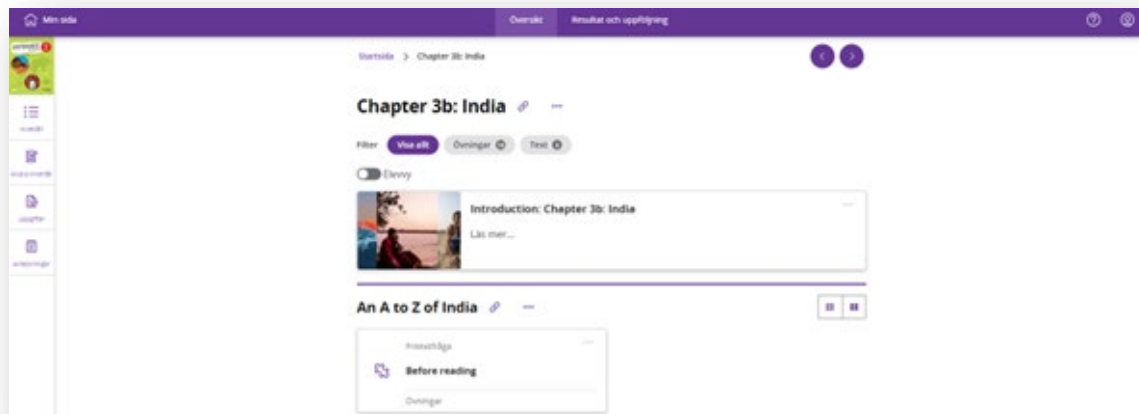 Min sida
Översikt
Resultat och uppföljning
Startsida > Chapter 3b: India
Chapter 3b: India
Filter Visa allt Övningar Text
Elevvy
Introduction: Chapter 3b: India
Läs mer...
An A to Z of India
Before reading
Övningar